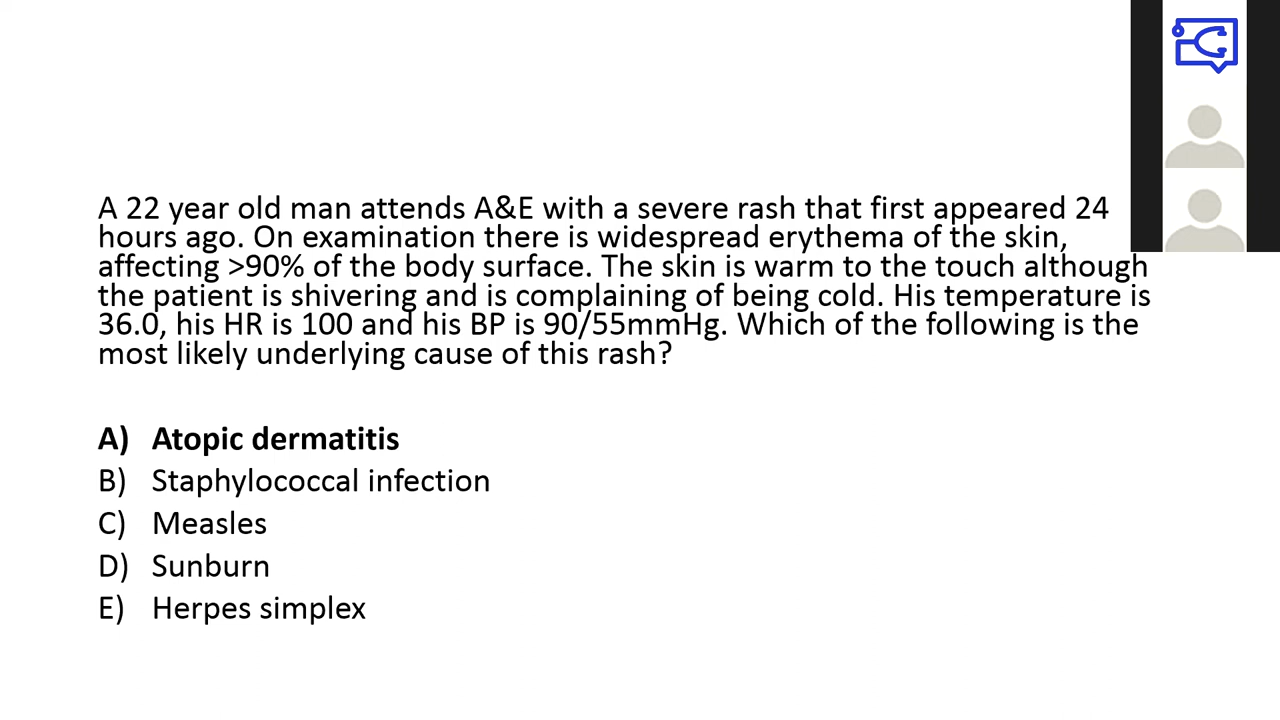 A 22 year old man attends A&E with a severe rash that first appeared 24
hours ago. On examination there is widespread erythema of the skin,
affecting >90% of the body surface. The skin is warm to the touch although
the patient is shivering and is complaining of being cold. His temperature is
36.0, his HR is 100 and his BP is 90/55mmHg. Which of the following is the
most likely underlying cause of this rash?
A) Atopic dermatitis
B) Staphylococcal infection
C) Measles
D) Sunburn
E) Herpes simplex